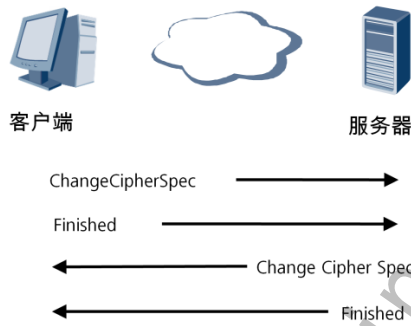 客户端
服务器
ChangeCipherSpec
Finished
Change Cipher Spec
Finished